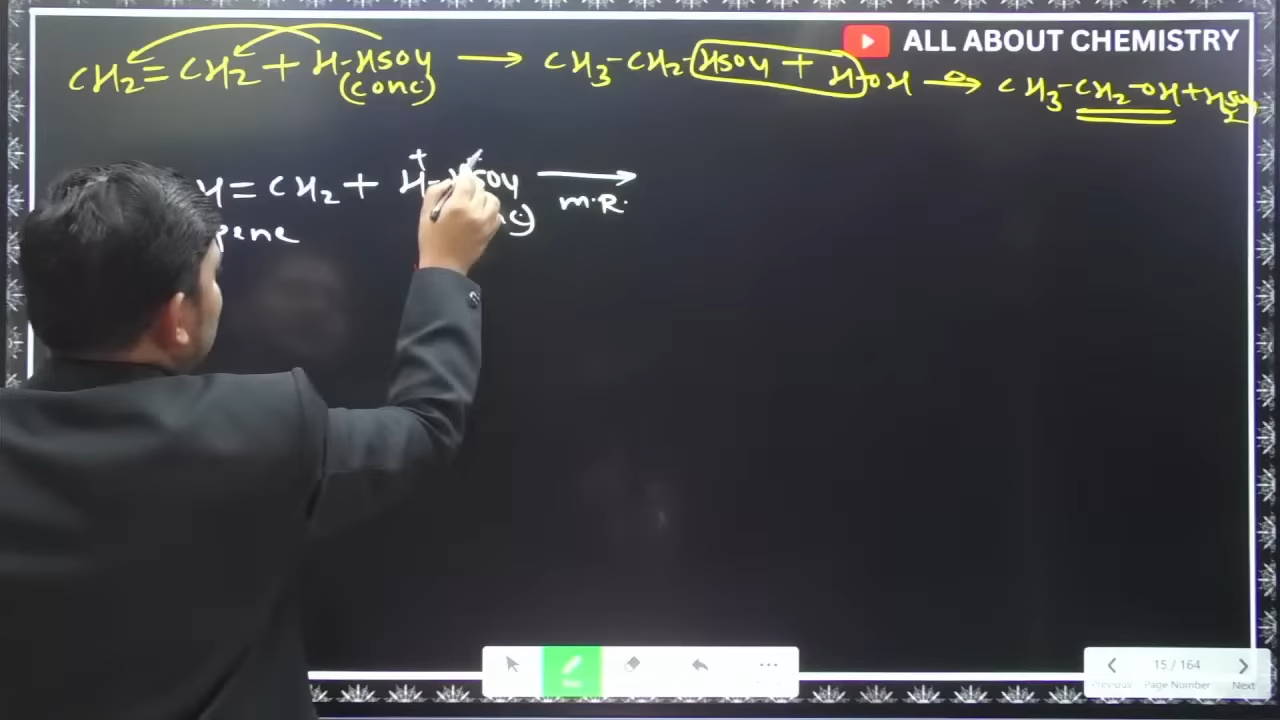 ALL ABOUT CHEMISTRY
CH2=CH2 + H-HSO4 ⟶ CH3-CH2-HSO4 + H-OH ⟶Δ CH3-CH2-OH + H2SO4
(conc)
H=CH2 + H-HSO4 ⟶
+
m.R.
pene
15 / 164
Previous Page Number Next